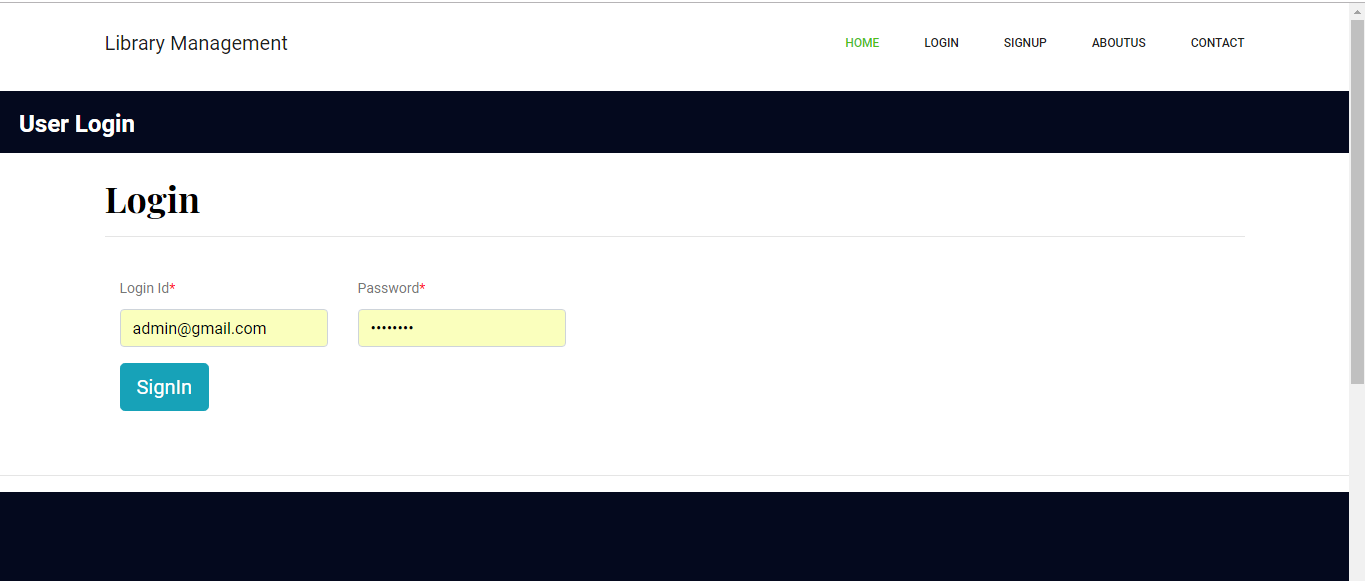 Library Management
HOME LOGIN SIGNUP ABOUTUS CONTACT
User Login
Login
Login Id* Password*
admin@gmail.com ••••••••
SignIn